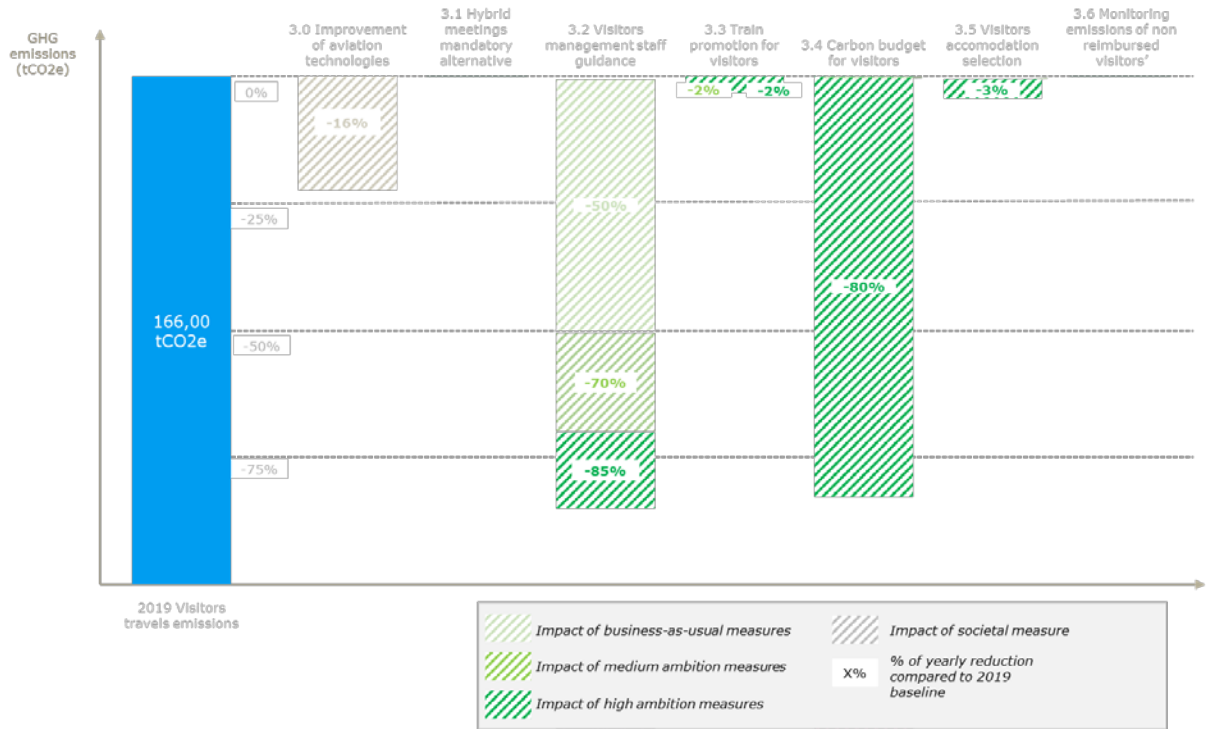 GHG
emissions
(tCO2e)
3.0 Improvement
of aviation
technologies
3.1 Hybrid
meetings
mandatory
alternative
3.2 Visitors
management staff
guidance
3.3 Train
promotion for
visitors
3.4 Carbon budget
for visitors
3.5 Visitors
accomodation
selection
3.6 Monitoring
emissions of non
reimbursed
visitors'
0%
-16%
-2%
-2%
-3%
-25%
-50%
-80%
166,00
tCO2e
-50%
-70%
-75%
-85%
2019 Visitors
travels emissions
Impact of business-as-usual measures
Impact of medium ambition measures
Impact of high ambition measures
Impact of societal measure
X%
% of yearly reduction
compared to 2019
baseline